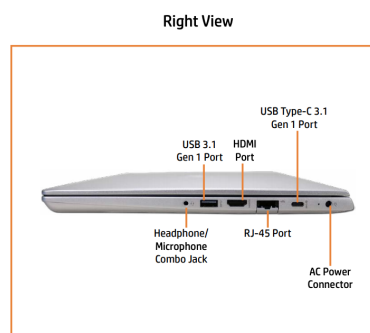 Right View
USB Type-C 3.1
Gen 1 Port
USB 3.1
Gen 1 Port
HDMI
Port
Headphone/
Microphone
Combo Jack
RJ-45 Port
AC Power
Connector